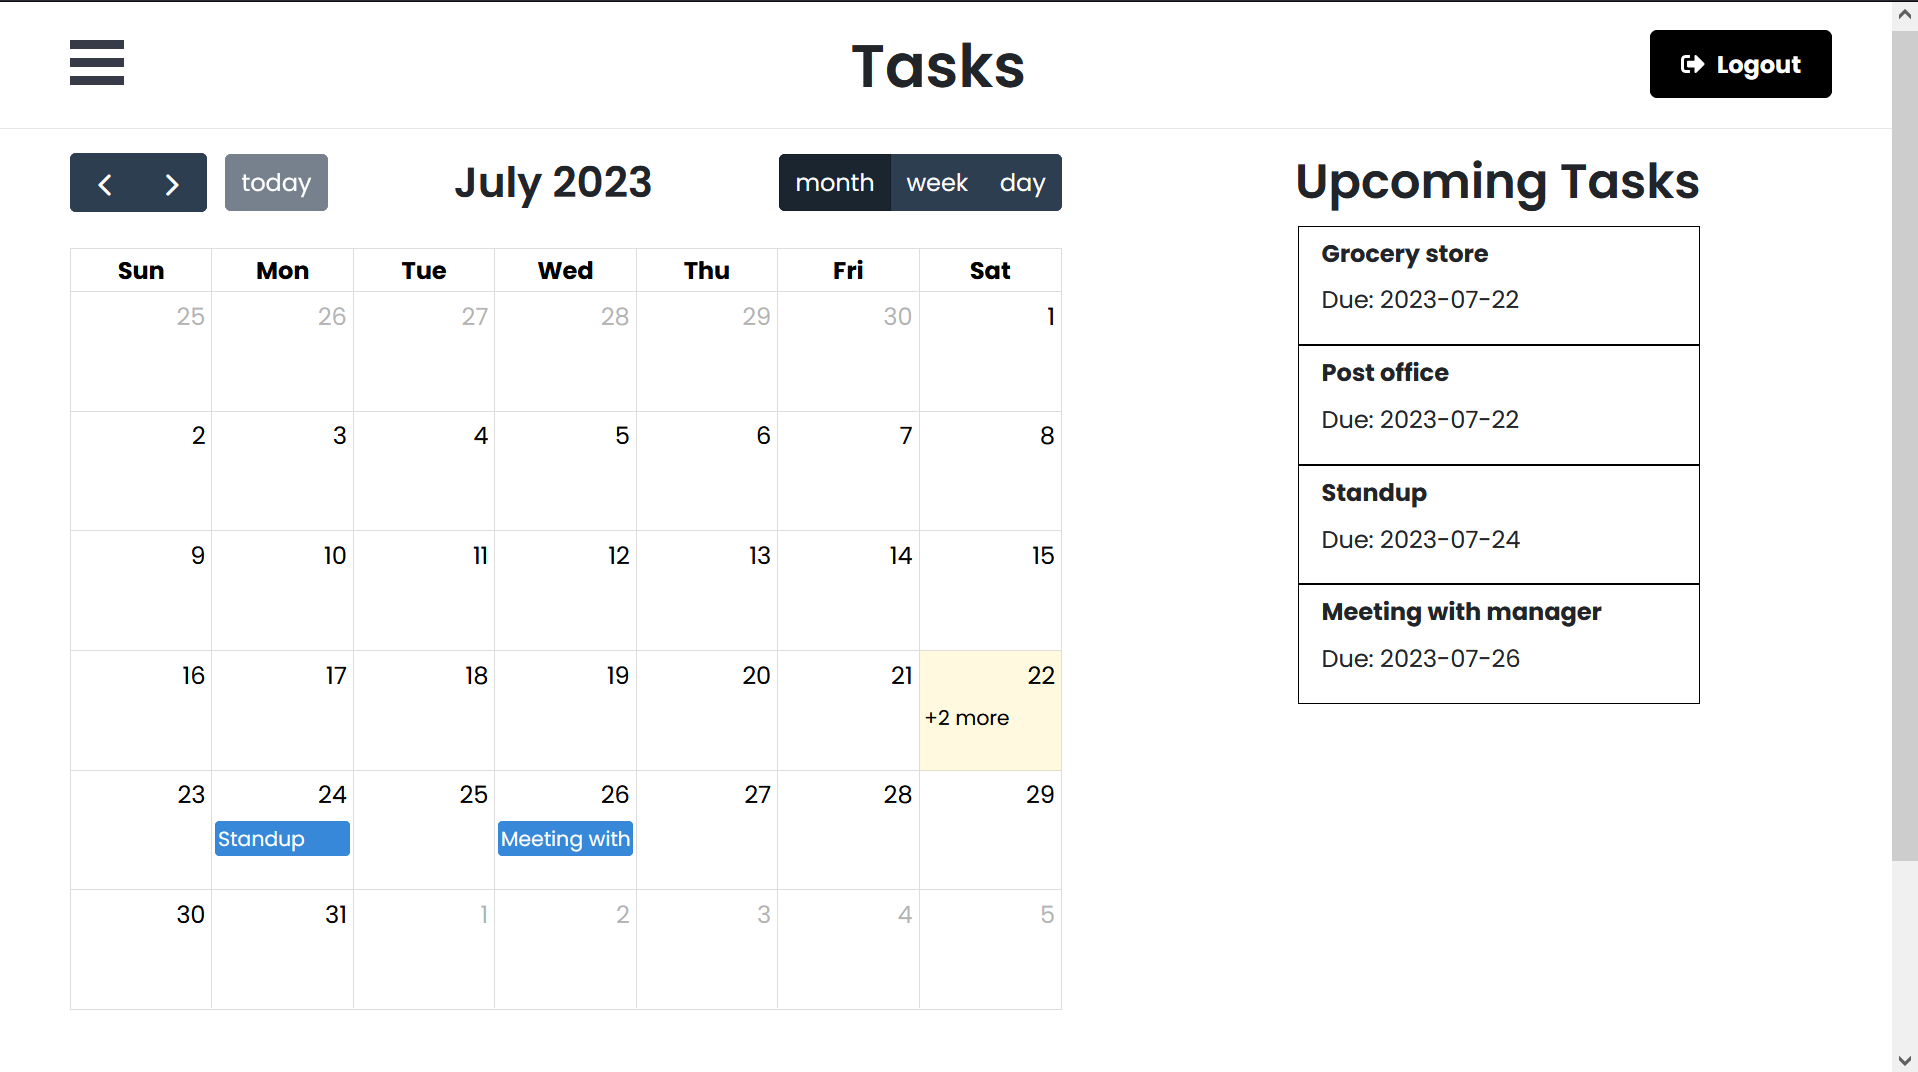 Tasks
Logout
today
July 2023
month week day
Sun Mon Tue Wed Thu Fri Sat
25 26 27 28 29 30 1
2 3 4 5 6 7 8
9 10 11 12 13 14 15
16 17 18 19 20 21 22
+2 more
23 24 25 26 27 28 29
Standup Meeting with
30 31 1 2 3 4 5
Upcoming Tasks
Grocery store
Due: 2023-07-22
Post office
Due: 2023-07-22
Standup
Due: 2023-07-24
Meeting with manager
Due: 2023-07-26